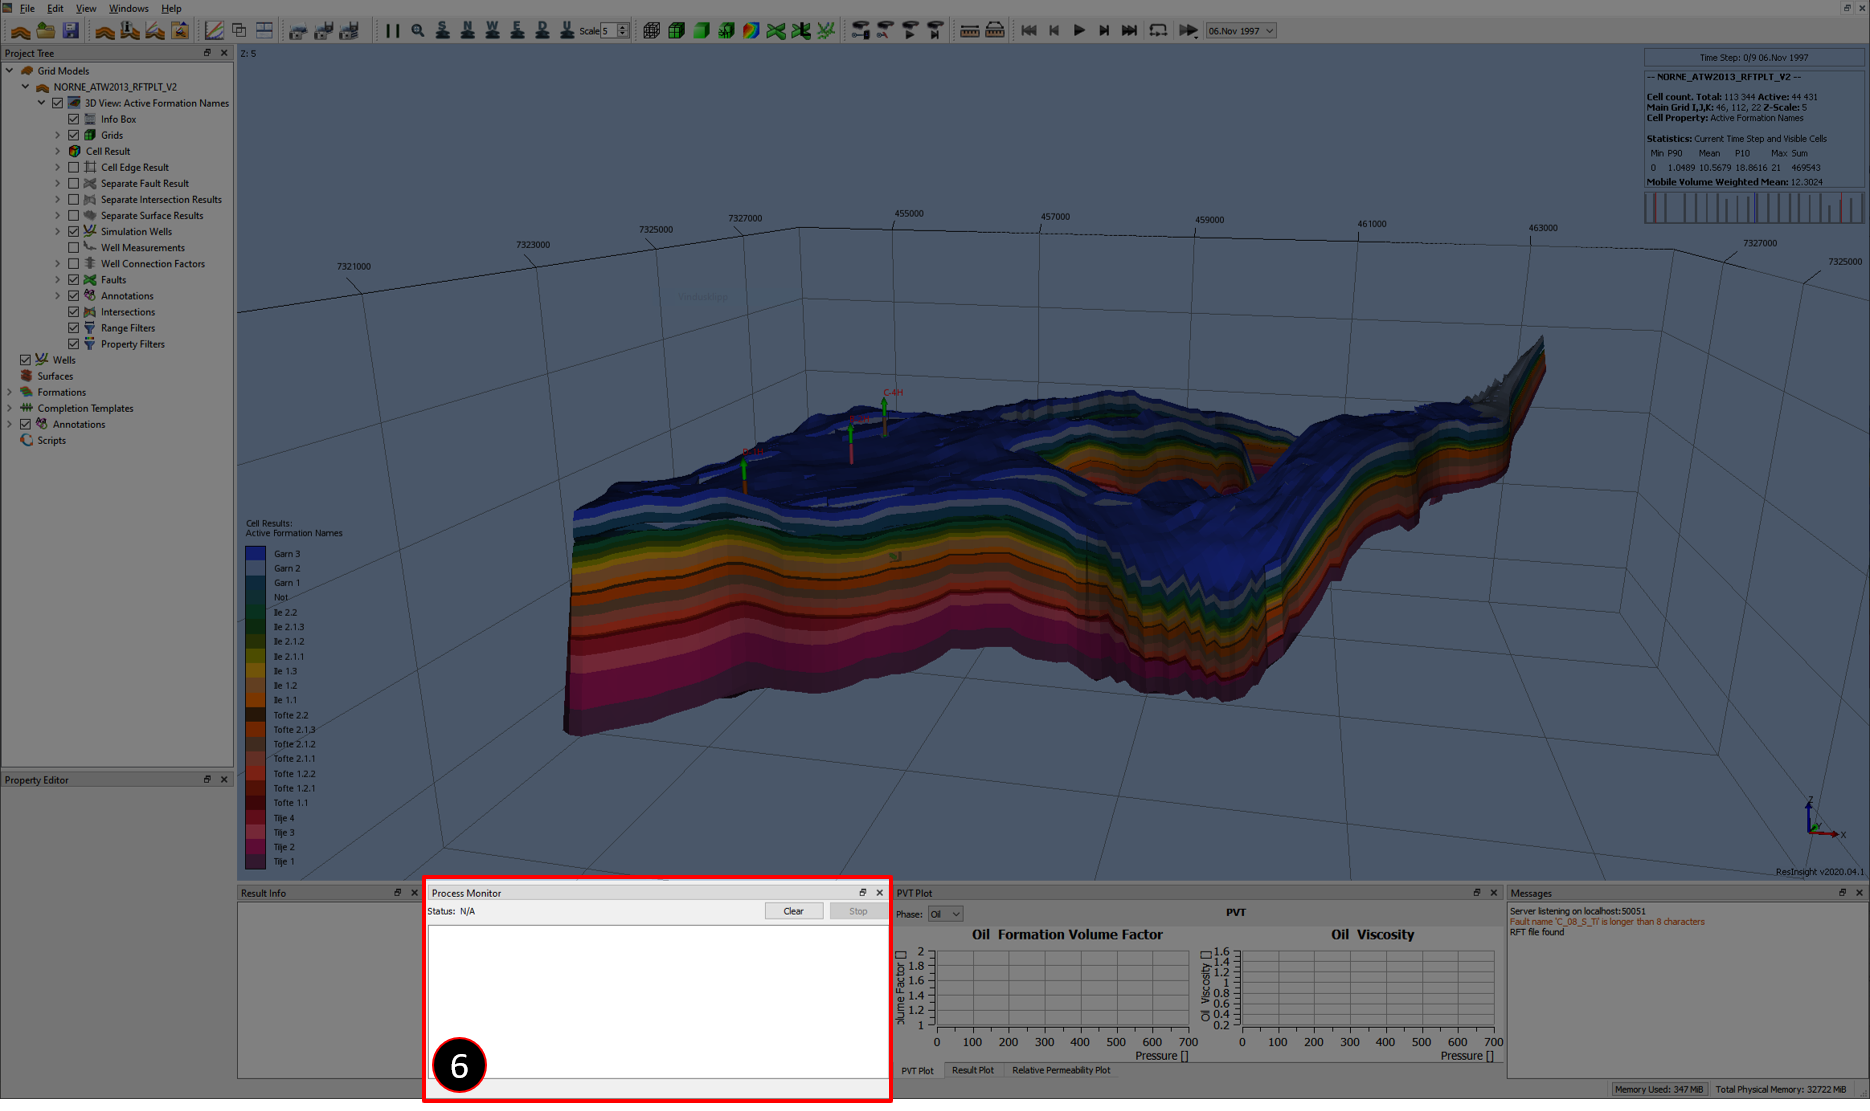 File Edit View Windows Help
Scale 5
06.Nov 1997
S N W E D U
Project Tree
Grid Models
NORNE_ATW2013_RFTPLT_V2
3D View: Active Formation Names
Info Box
Grids
Cell Result
Cell Edge Result
Separate Fault Result
Separate Intersection Results
Separate Surface Results
Simulation Wells
Well Measurements
Well Connection Factors
Faults
Annotations
Intersections
Range Filters
Property Filters
Wells
Surfaces
Formations
Completion Templates
Annotations
Scripts
Property Editor
Z: 5
Time Step: 0/9 06.Nov 1997
-- NORNE_ATW2013_RFTPLT_V2 --
Cell count. Total: 113 344 Active: 44 431
Main Grid I,J,K: 46, 112, 22 Z-Scale: 5
Cell Property: Active Formation Names
Statistics: Current Time Step and Visible Cells
Min P90 Mean P10 Max Sum
0 1.0489 10.5679 18.8616 21 469543
Mobile Volume Weighted Mean: 12.3024
7321000
7323000
7325000
7327000
455000
457000
459000
461000
463000
7327000
7325000
C-4H
Cell Results:
Active Formation Names
Garn 3
Garn 2
Garn 1
Not
Ile 2.2
Ile 2.1.3
Ile 2.1.2
Ile 2.1.1
Ile 1.3
Ile 1.2
Ile 1.1
Tofte 2.2
Tofte 2.1.3
Tofte 2.1.2
Tofte 2.1.1
Tofte 1.2.2
Tofte 1.2.1
Tofte 1.1
Tilje 4
Tilje 3
Tilje 2
Tilje 1
Z
Y
X
ResInsight v2020.04.1
Result Info
Process Monitor
Status: N/A
Clear
Stop
6
PVT Plot
Phase: Oil
PVT
Oil Formation Volume Factor
2
1.8
1.6
1.4
1.2
1
0 100 200 300 400 500 600 700
Pressure []
Oil Viscosity
Oil Viscosity []
1.6
1.4
1.2
1
0.8
0.6
0.4
0.2
0 100 200 300 400 500 600 700
Pressure []
PVT Plot Result Plot Relative Permeability Plot
Messages
Server listening on localhost:50051
Fault name 'C_08_S_Ti' is longer than 8 characters
RFT file found
Memory Used: 347 MiB Total Physical Memory: 32722 MiB